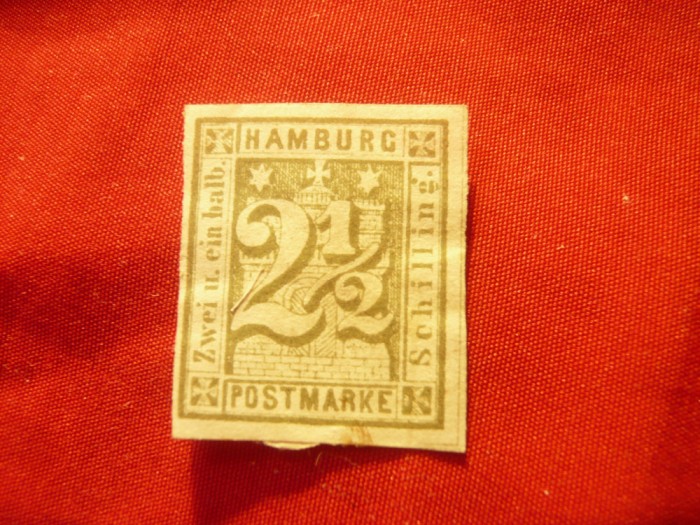 HAMBURG
Zwei u. ein halb.
2½
Schilling
POSTMARKE